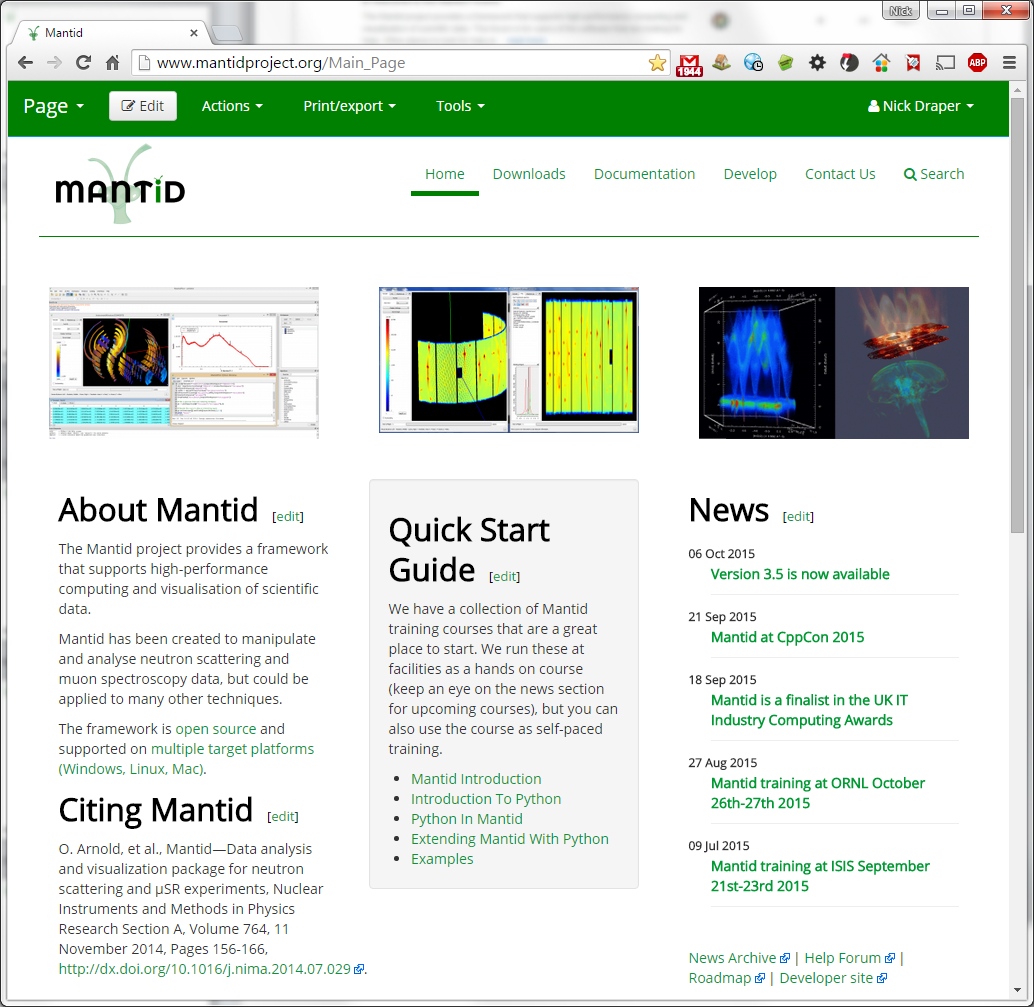 Nick
Mantid
www.mantidproject.org/Main_Page
1944
ABP
Page
Edit
Actions
Print/export
Tools
Nick Draper
MANTiD
Home
Downloads
Documentation
Develop
Contact Us
Search
About Mantid [edit]
The Mantid project provides a framework
that supports high-performance
computing and visualisation of scientific
data.
Mantid has been created to manipulate
and analyse neutron scattering and
muon spectroscopy data, but could be
applied to many other techniques.
The framework is open source and
supported on multiple target platforms
(Windows, Linux, Mac).
Citing Mantid [edit]
O. Arnold, et al., Mantid—Data analysis
and visualization package for neutron
scattering and μSR experiments, Nuclear
Instruments and Methods in Physics
Research Section A, Volume 764, 11
November 2014, Pages 156-166,
http://dx.doi.org/10.1016/j.nima.2014.07.029.
Quick Start
Guide [edit]
We have a collection of Mantid
training courses that are a great
place to start. We run these at
facilities as a hands on course
(keep an eye on the news section
for upcoming courses), but you can
also use the course as self-paced
training.
Mantid Introduction
Introduction To Python
Python In Mantid
Extending Mantid With Python
Examples
News [edit]
06 Oct 2015
Version 3.5 is now available
21 Sep 2015
Mantid at CppCon 2015
18 Sep 2015
Mantid is a finalist in the UK IT
Industry Computing Awards
27 Aug 2015
Mantid training at ORNL October
26th-27th 2015
09 Jul 2015
Mantid training at ISIS September
21st-23rd 2015
News Archive | Help Forum |
Roadmap | Developer site